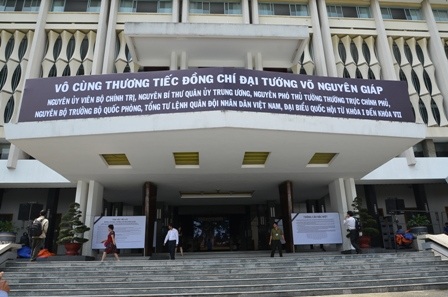 VÔ CÙNG THƯƠNG TIẾC ĐỒNG CHÍ ĐẠI TƯỚNG VÕ NGUYÊN GIÁP
NGUYÊN ỦY VIÊN BỘ CHÍNH TRỊ, NGUYÊN BÍ THƯ QUÂN ỦY TRUNG ƯƠNG, NGUYÊN PHÓ THỦ TƯỚNG THƯỜNG TRỰC CHÍNH PHỦ,
NGUYÊN BỘ TRƯỞNG BỘ QUỐC PHÒNG, TỔNG TƯ LỆNH QUÂN ĐỘI NHÂN DÂN VIỆT NAM, ĐẠI BIỂU QUỐC HỘI TỪ KHÓA I ĐẾN KHÓA VII